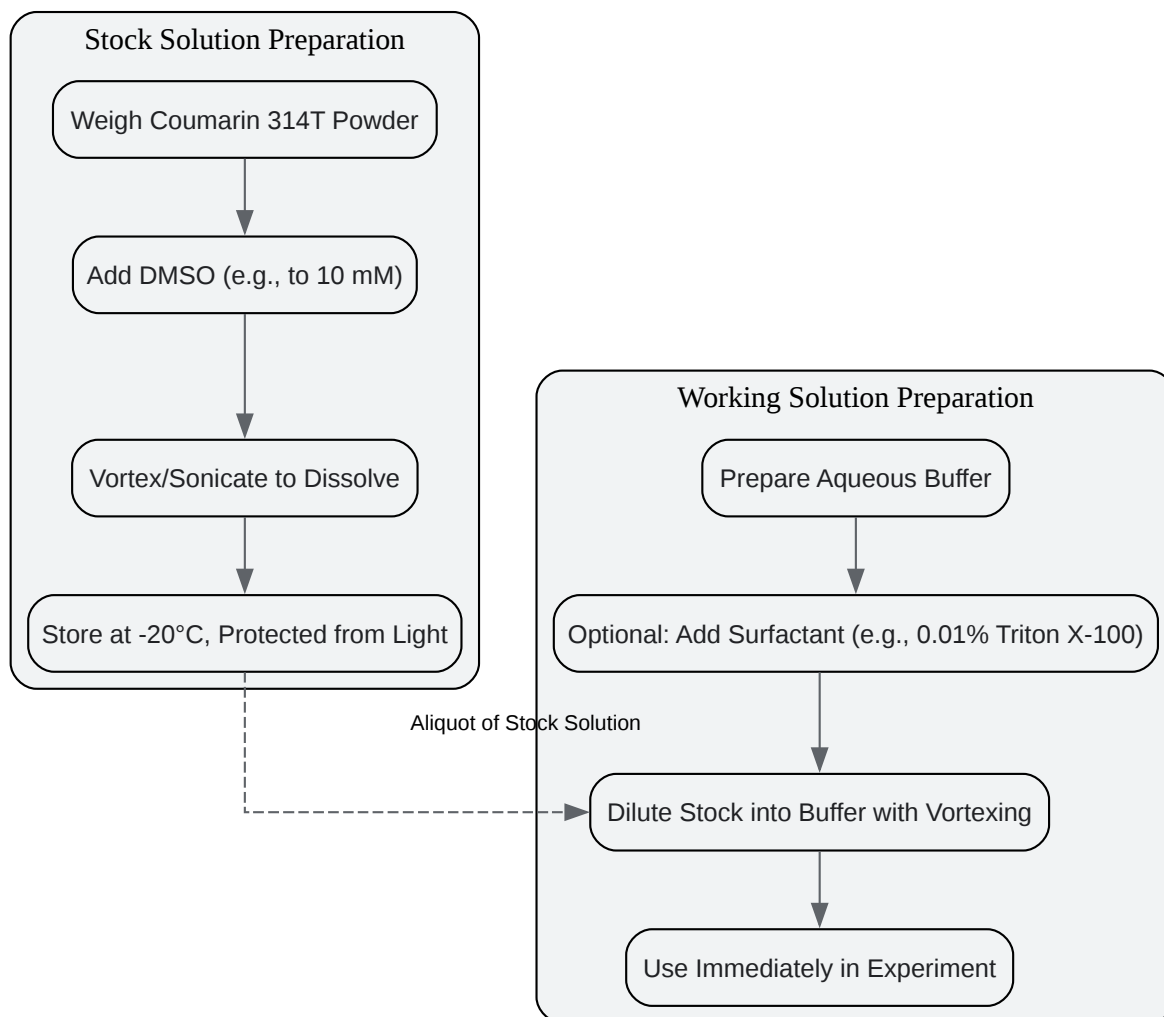 Stock Solution Preparation
Weigh Coumarin 314T Powder
Add DMSO (e.g., to 10 mM)
Vortex/Sonicate to Dissolve
Store at -20°C, Protected from Light
Aliquot of Stock Solution
Working Solution Preparation
Prepare Aqueous Buffer
Optional: Add Surfactant (e.g., 0.01% Triton X-100)
Dilute Stock into Buffer with Vortexing
Use Immediately in Experiment